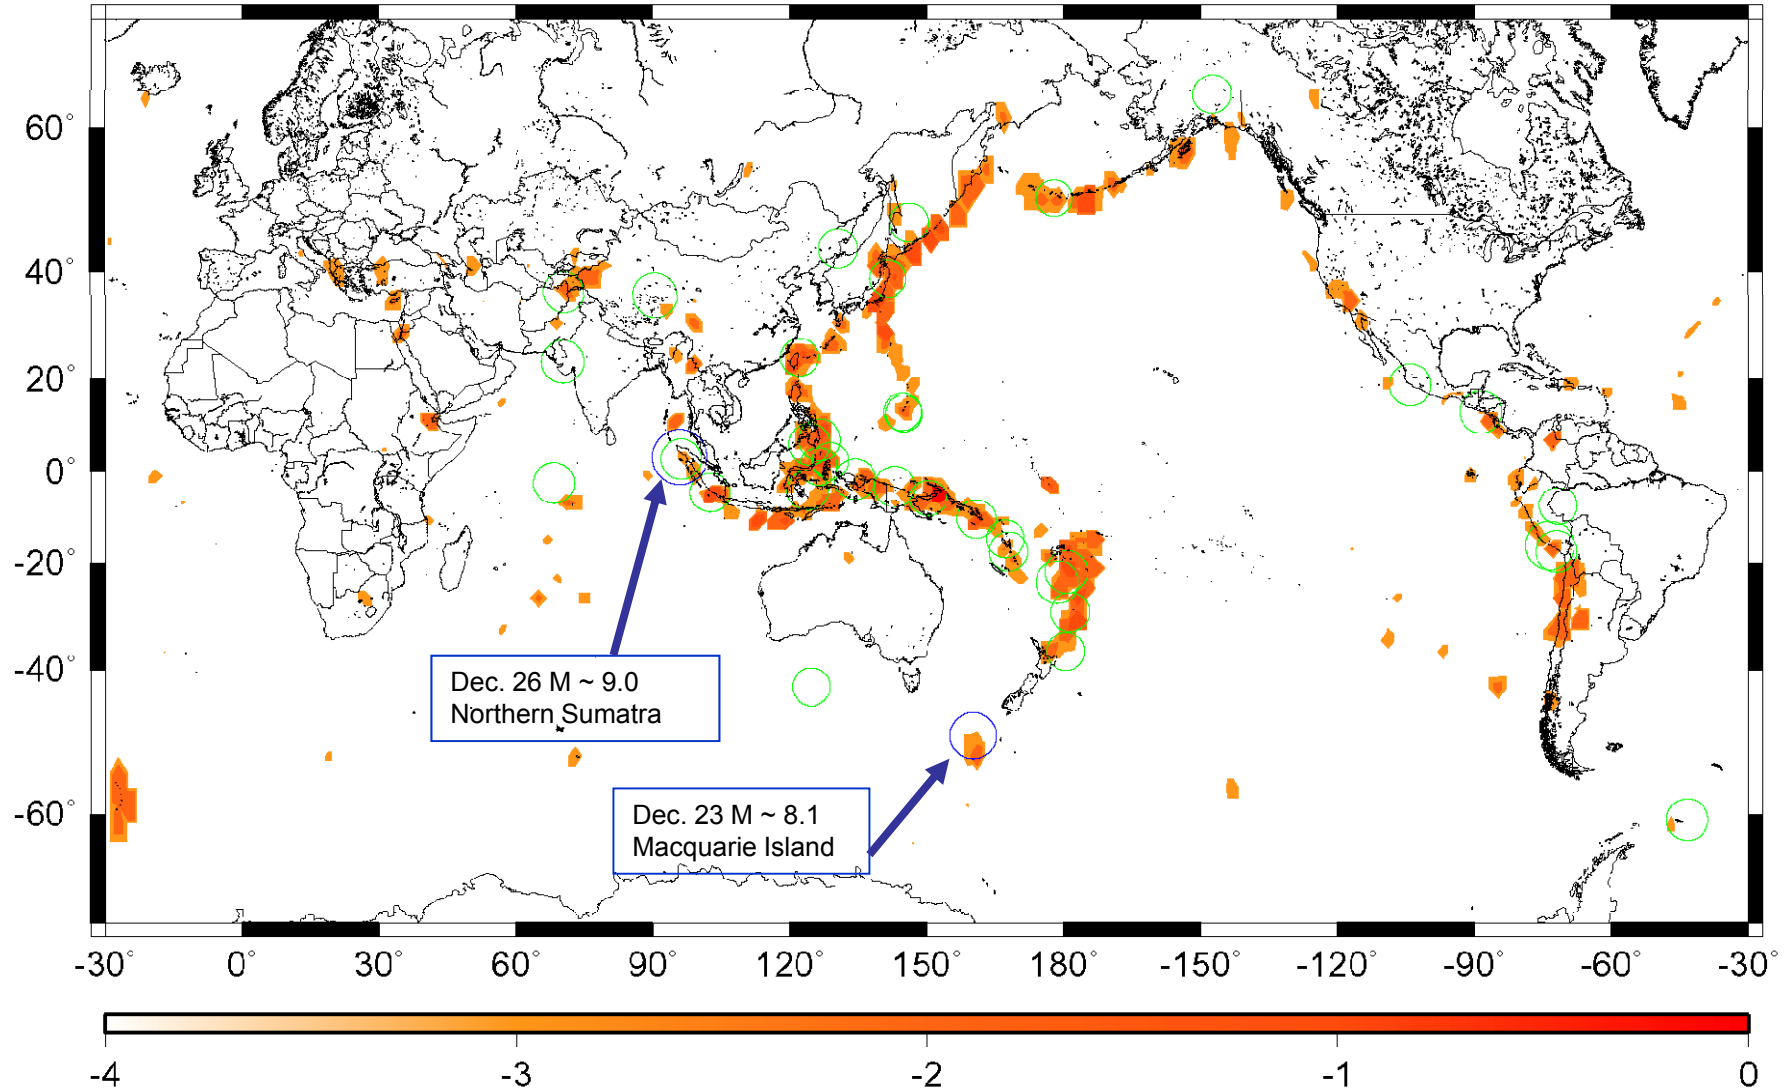 60°
40°
20°
0°
-20°
-40°
-60°
Dec. 26 M ~ 9.0
Northern Sumatra
Dec. 23 M ~ 8.1
Macquarie Island
-30° 0° 30° 60° 90° 120° 150° 180° -150° -120° -90° -60° -30°
-4 -3 -2 -1 0